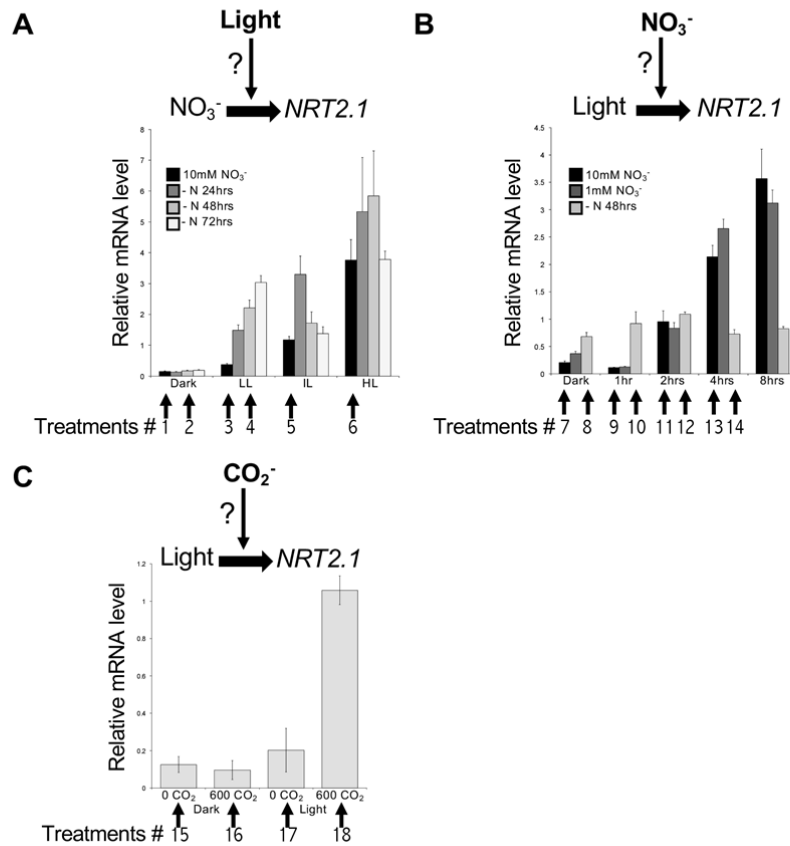 A
Light
?
NO₃⁻ NRT2.1
Relative mRNA level
8
7
6
5
4
3
2
1
0
10mM NO₃⁻
- N 24hrs
- N 48hrs
- N 72hrs
Dark LL IL HL
Treatments # 1 2 3 4 5 6
B
NO₃⁻
?
Light NRT2.1
Relative mRNA level
4.5
4
3.5
3
2.5
2
1.5
1
0.5
0
10mM NO₃⁻
1mM NO₃⁻
- N 48hrs
Dark 1hr 2hrs 4hrs 8hrs
7 8 9 10 11 12 13 14
C
CO₂⁻
?
Light NRT2.1
Relative mRNA level
1.2
1
0.8
0.6
0.4
0.2
0
0 CO₂ 600 CO₂ 0 CO₂ 600 CO₂
Dark Light
Treatments # 15 16 17 18